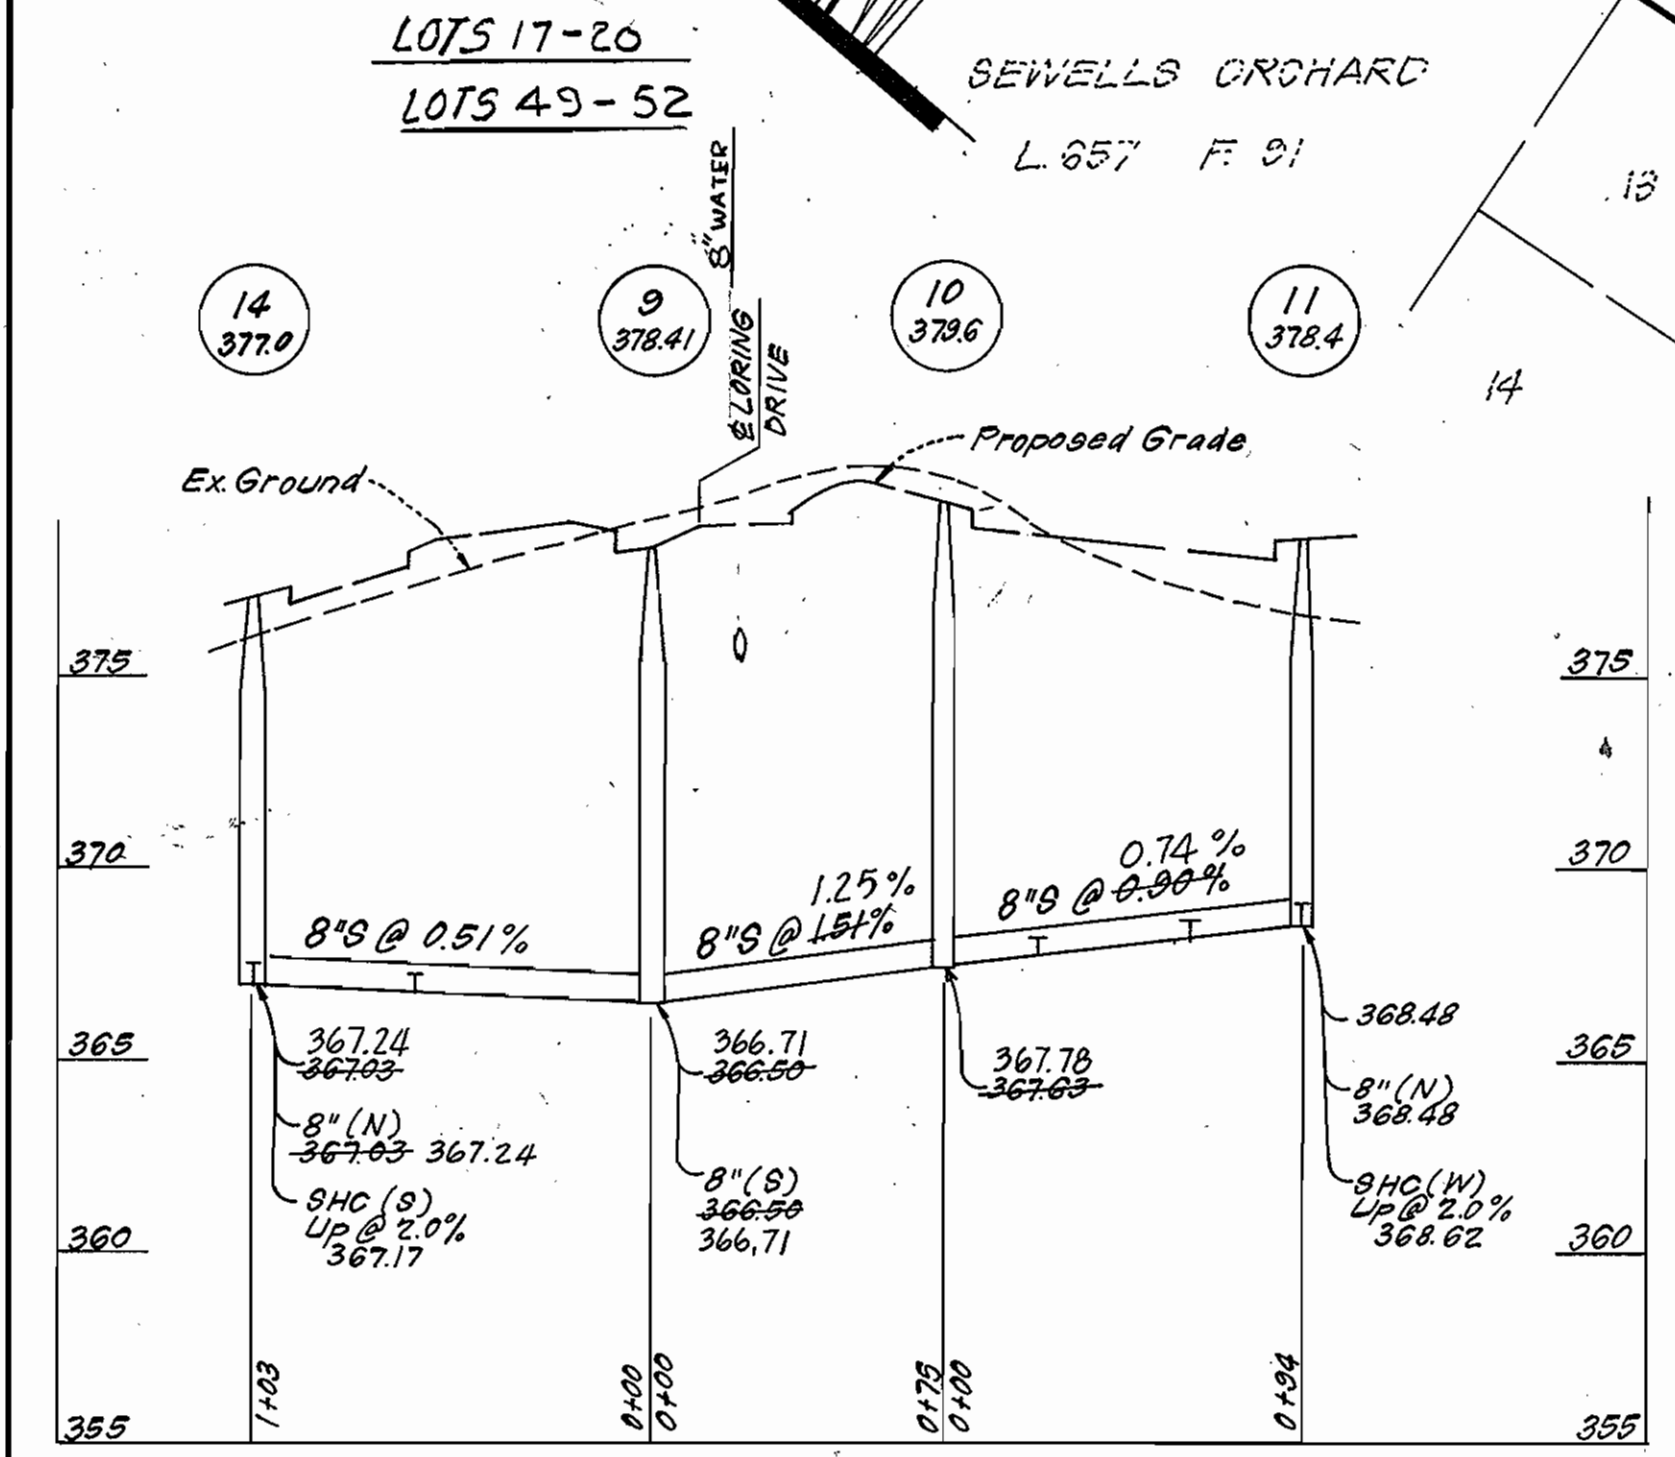 LOTS 17-20
LOTS 49-52
SEWELLS ORCHARD
L. 657 F. 91
13
14
8" WATER
℄ LORING
DRIVE
14
377.0
9
378.41
10
379.6
11
378.4
Ex. Ground
Proposed Grade
375
375
370
370
365
365
360
360
355
355
8"S @ 0.51%
1.25%
8"S @ 1.51%
0.74 %
8"S @ 0.90%
367.24
367.03
8" (N)
367.03 367.24
SHC (S)
Up @ 2.0%
367.17
366.71
366.50
8" (S)
366.50
366.71
367.78
367.63
368.48
8" (N)
368.48
SHC (W)
Up @ 2.0%
368.62
1+03
0+00
0+00
0+75
0+00
0+94